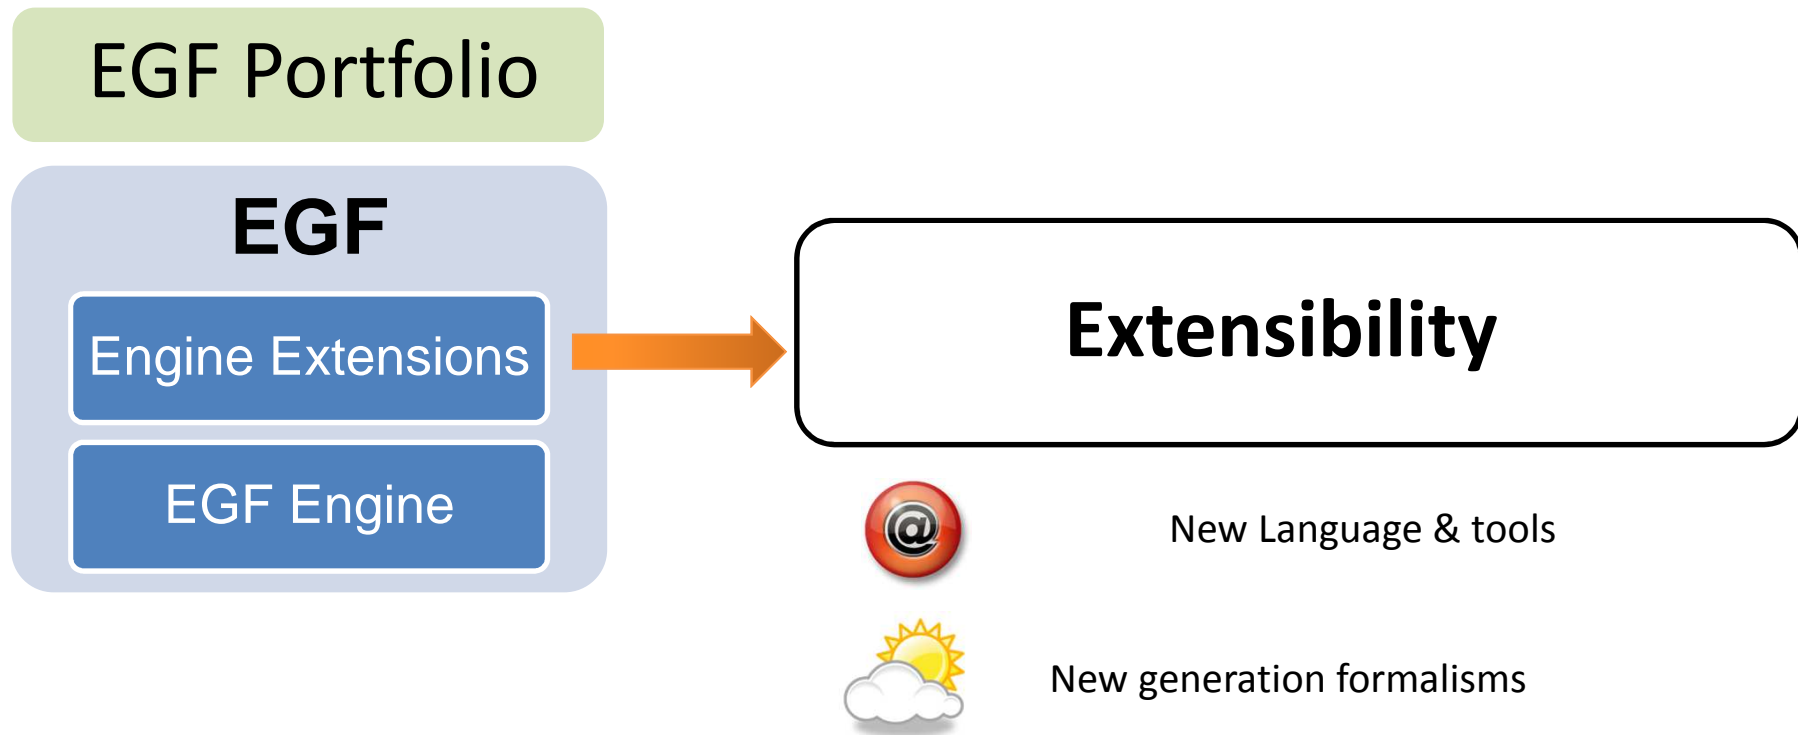 EGF Portfolio
EGF
Engine Extensions
EGF Engine
Extensibility
@
New Language & tools
New generation formalisms